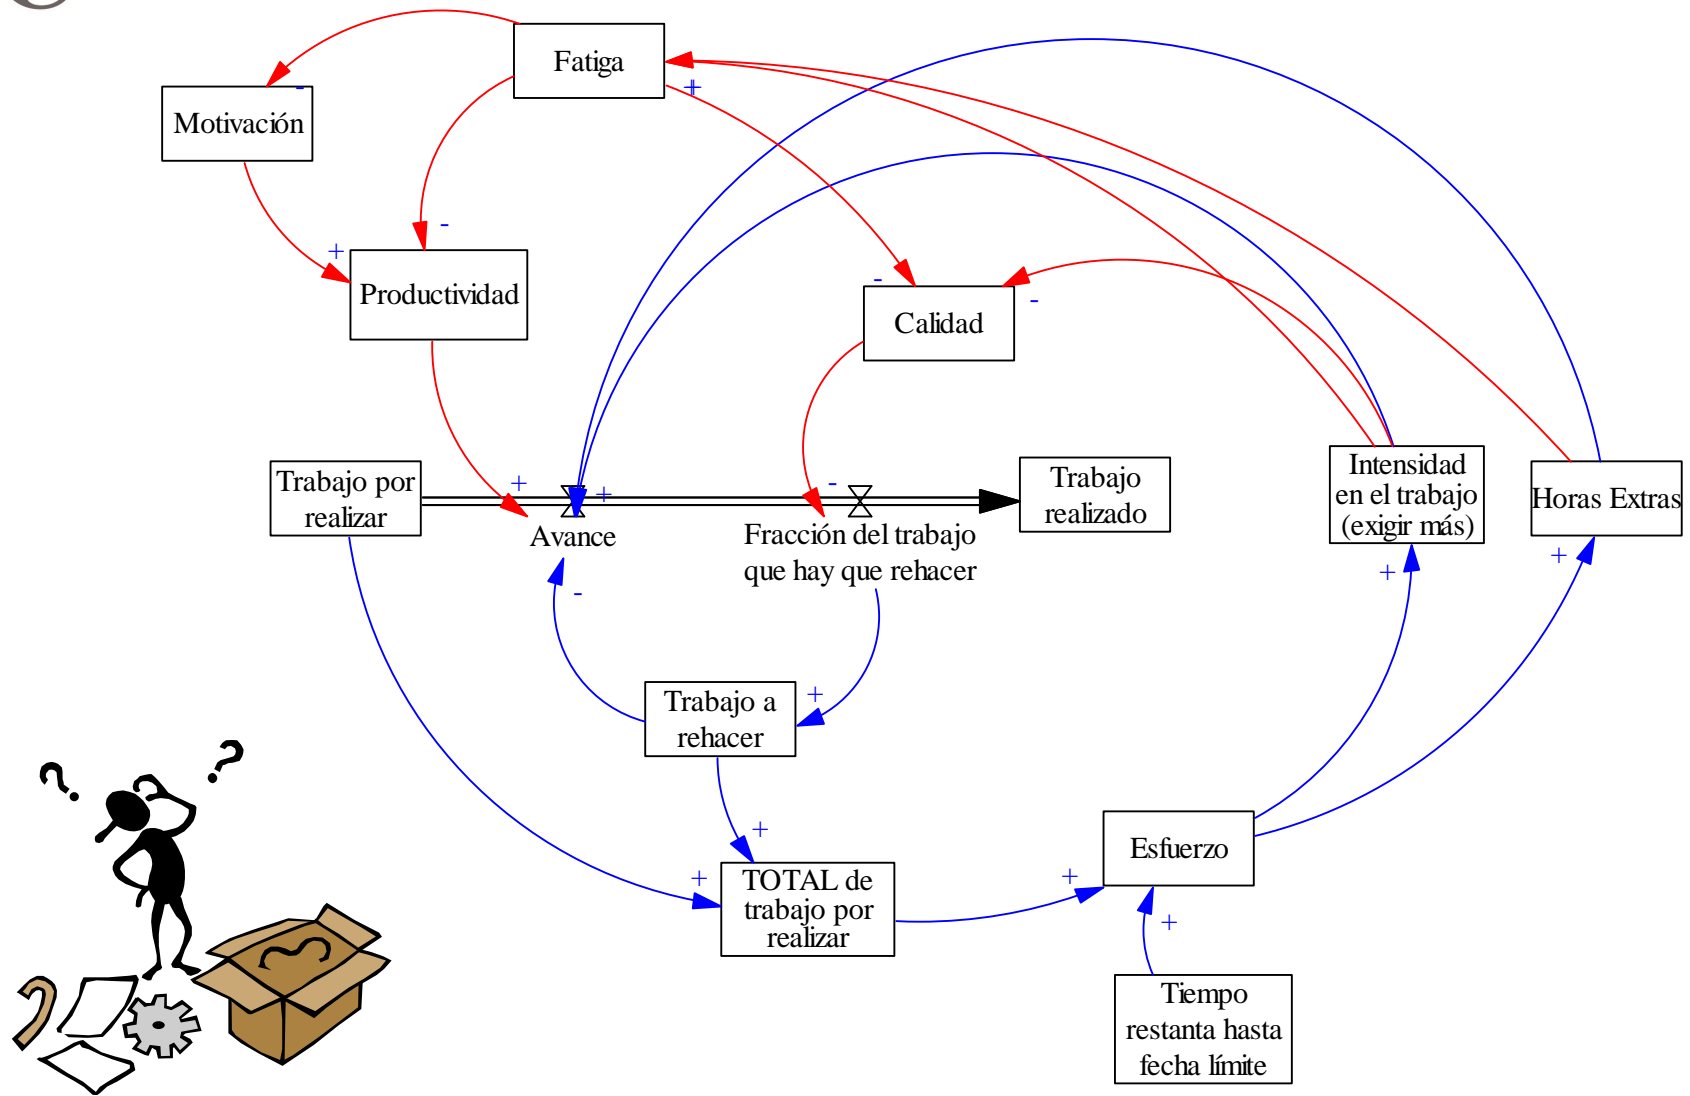 Fatiga
+
-
Motivación
+
-
Productividad
-
-
Calidad
+
+
-
Trabajo por
realizar
Avance
Fracción del trabajo
que hay que rehacer
Trabajo
realizado
Intensidad
en el trabajo
(exigir más)
Horas Extras
+
+
-
+
Trabajo a
rehacer
+
+
TOTAL de
trabajo por
realizar
+
Esfuerzo
+
Tiempo
restanta hasta
fecha límite
?
?